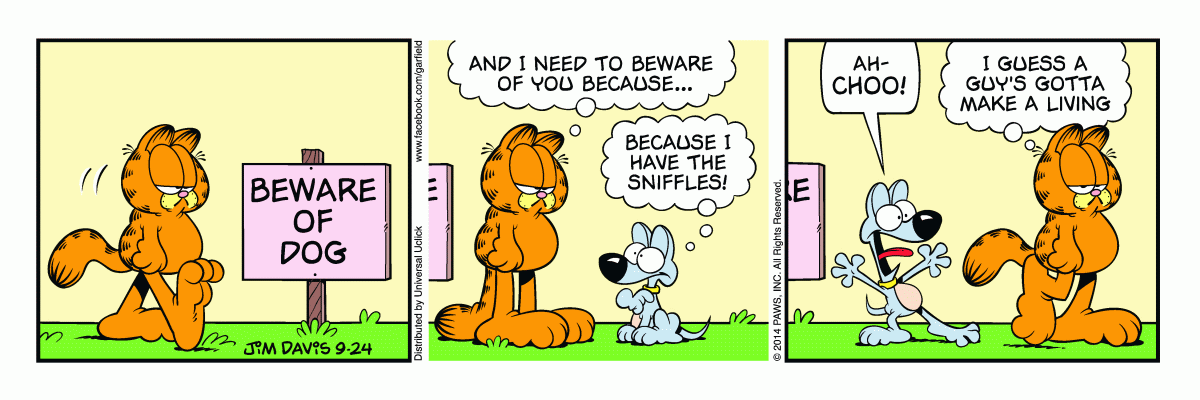 BEWARE
OF
DOG
JIM DAVIS 9-24
www.facebook.com/garfield
Distributed by Universal Uclick
AND I NEED TO BEWARE
OF YOU BECAUSE...
BECAUSE I
HAVE THE
SNIFFLES!
E
© 2014 PAWS, INC. All Rights Reserved.
AH-
CHOO!
I GUESS A
GUY'S GOTTA
MAKE A LIVING
RE